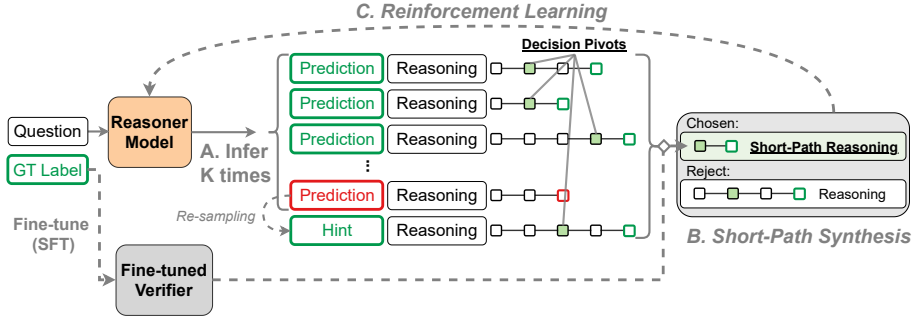 C. Reinforcement Learning
Decision Pivots
Prediction
Reasoning
Prediction
Reasoning
Question
Reasoner
Model
Prediction
Reasoning
A. Infer
K times
GT Label
...
Chosen:
Short-Path Reasoning
Reject:
Reasoning
Prediction
Reasoning
Re-sampling
Hint
Reasoning
Fine-tune
(SFT)
B. Short-Path Synthesis
Fine-tuned
Verifier